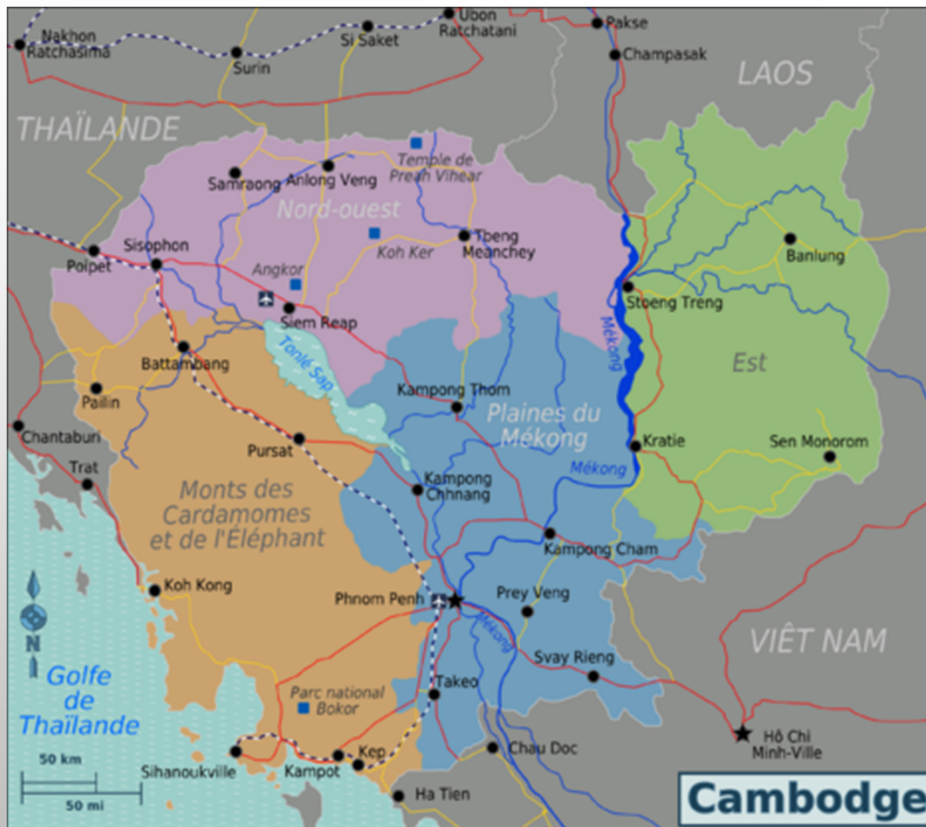 Ubon
Ratchatani
Pakse
Nakhon
Ratchasima
Si Saket
Surin
Champasak
LAOS
THAÏLANDE
Temple de
Preah Vihear
Samraong
Anlong Veng
Nord-ouest
Koh Ker
Tbeng
Meanchey
Banlung
Poipet
Sisophon
Angkor
Siem Reap
Stoeng Treng
Mékong
Tonlé Sap
Battambang
Est
Pailin
Kampong Thom
Plaines du
Mékong
Chantaburi
Pursat
Kratie
Sen Monorom
Trat
Mékong
Kampong
Chhnang
Monts des
Cardamomes
et de l'Éléphant
Kampong Cham
Koh Kong
Phnom Penh
Prey Veng
Mékong
N
VIÊT NAM
Svay Rieng
Golfe
de
Thaïlande
Parc national
Bokor
Takeo
Hô Chi
Minh-Ville
Chau Doc
50 km
50 mi
Sihanoukville
Kampot
Kep
Ha Tien
Cambodge